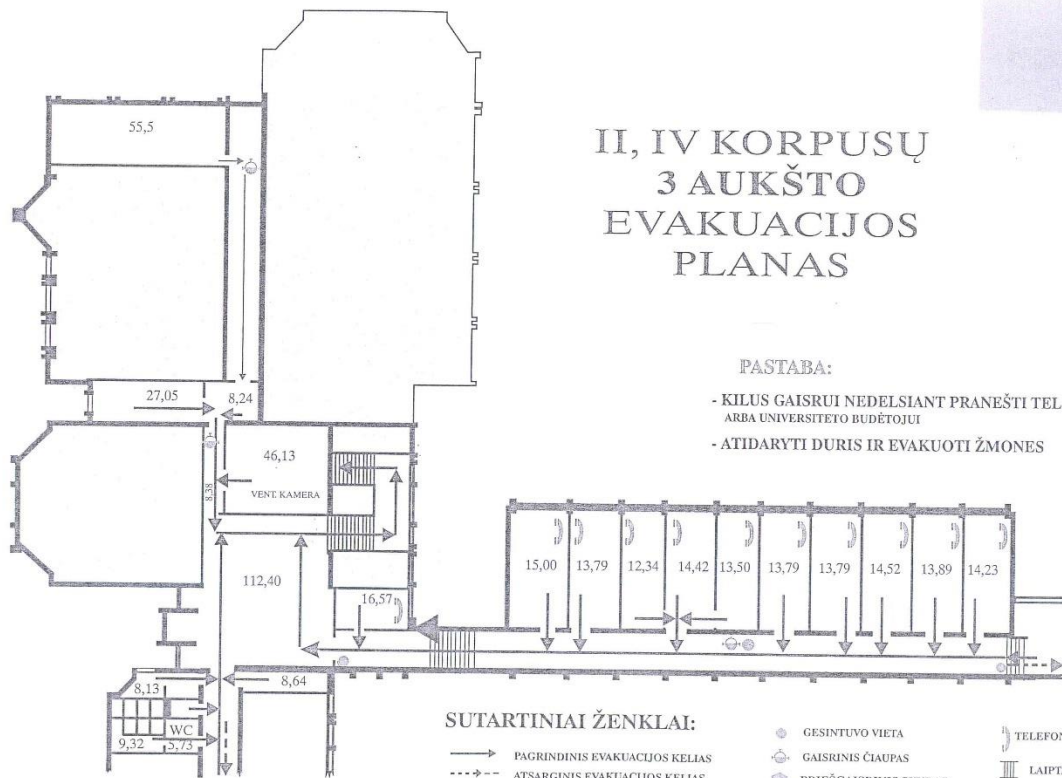 II, IV KORPUSŲ
3 AUKŠTO
EVAKUACIJOS
PLANAS
PASTABA:
- KILUS GAISRUI NEDELSIANT PRANEŠTI TEL
ARBA UNIVERSITETO BUDĖTOJUI
- ATIDARYTI DURIS IR EVAKUOTI ŽMONES
55,5
27,05
8,24
8,38
46,13
VENT. KAMERA
112,40
16,57
15,00
13,79
12,34
14,42
13,50
13,79
13,79
14,52
13,89
14,23
8,13
8,64
WC
9,32
5,73
SUTARTINIAI ŽENKLAI:
PAGRINDINIS EVAKUACIJOS KELIAS
ATSARGINIS EVAKUACIJOS KELIAS
GESINTUVO VIETA
GAISRINIS ČIAUPAS
TELEFON
LAIPT